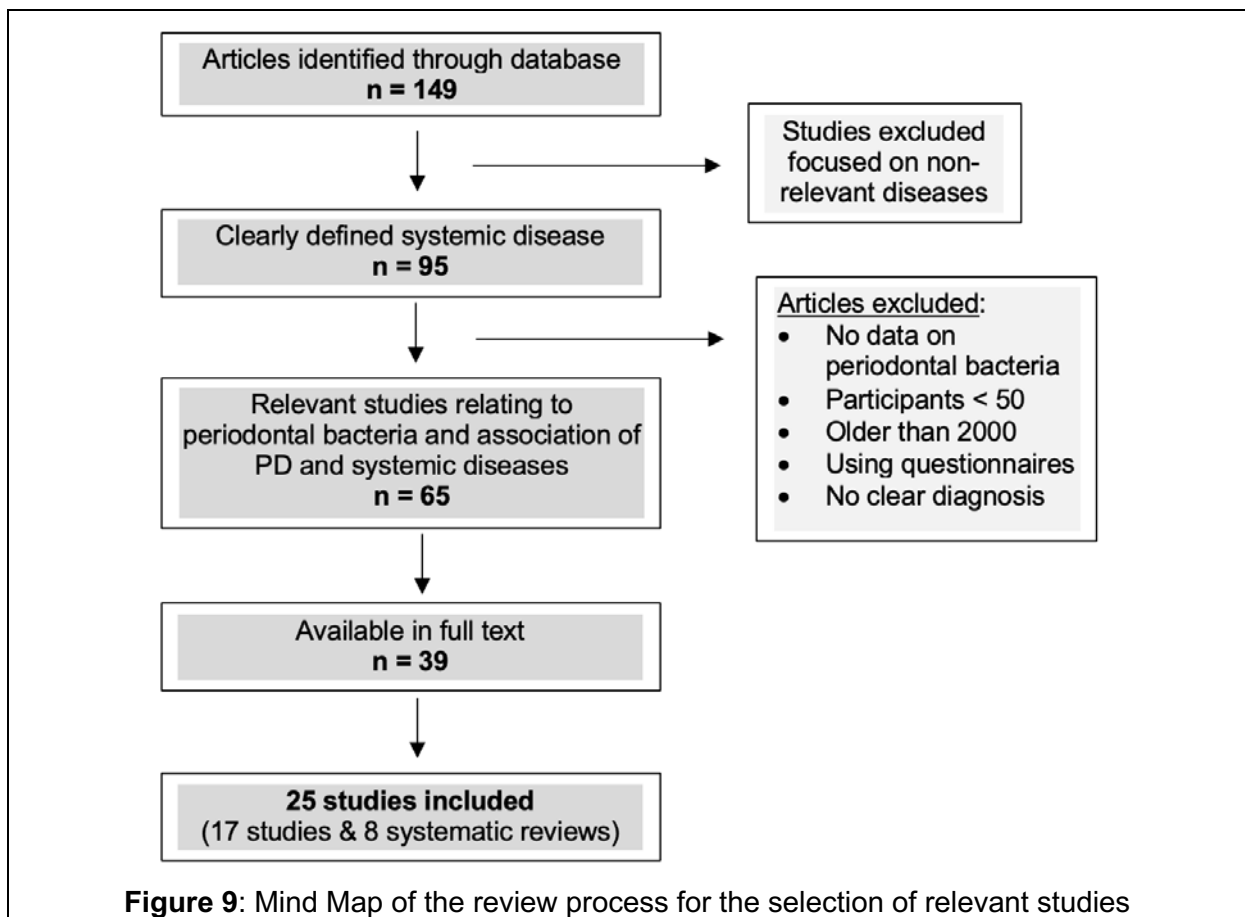 Articles identified through database
n = 149
Studies excluded
focused on non-
relevant diseases
Clearly defined systemic disease
n = 95
Articles excluded:
• No data on
periodontal bacteria
• Participants < 50
• Older than 2000
• Using questionnaires
• No clear diagnosis
Relevant studies relating to
periodontal bacteria and association of
PD and systemic diseases
n = 65
Available in full text
n = 39
25 studies included
(17 studies & 8 systematic reviews)
Figure 9: Mind Map of the review process for the selection of relevant studies